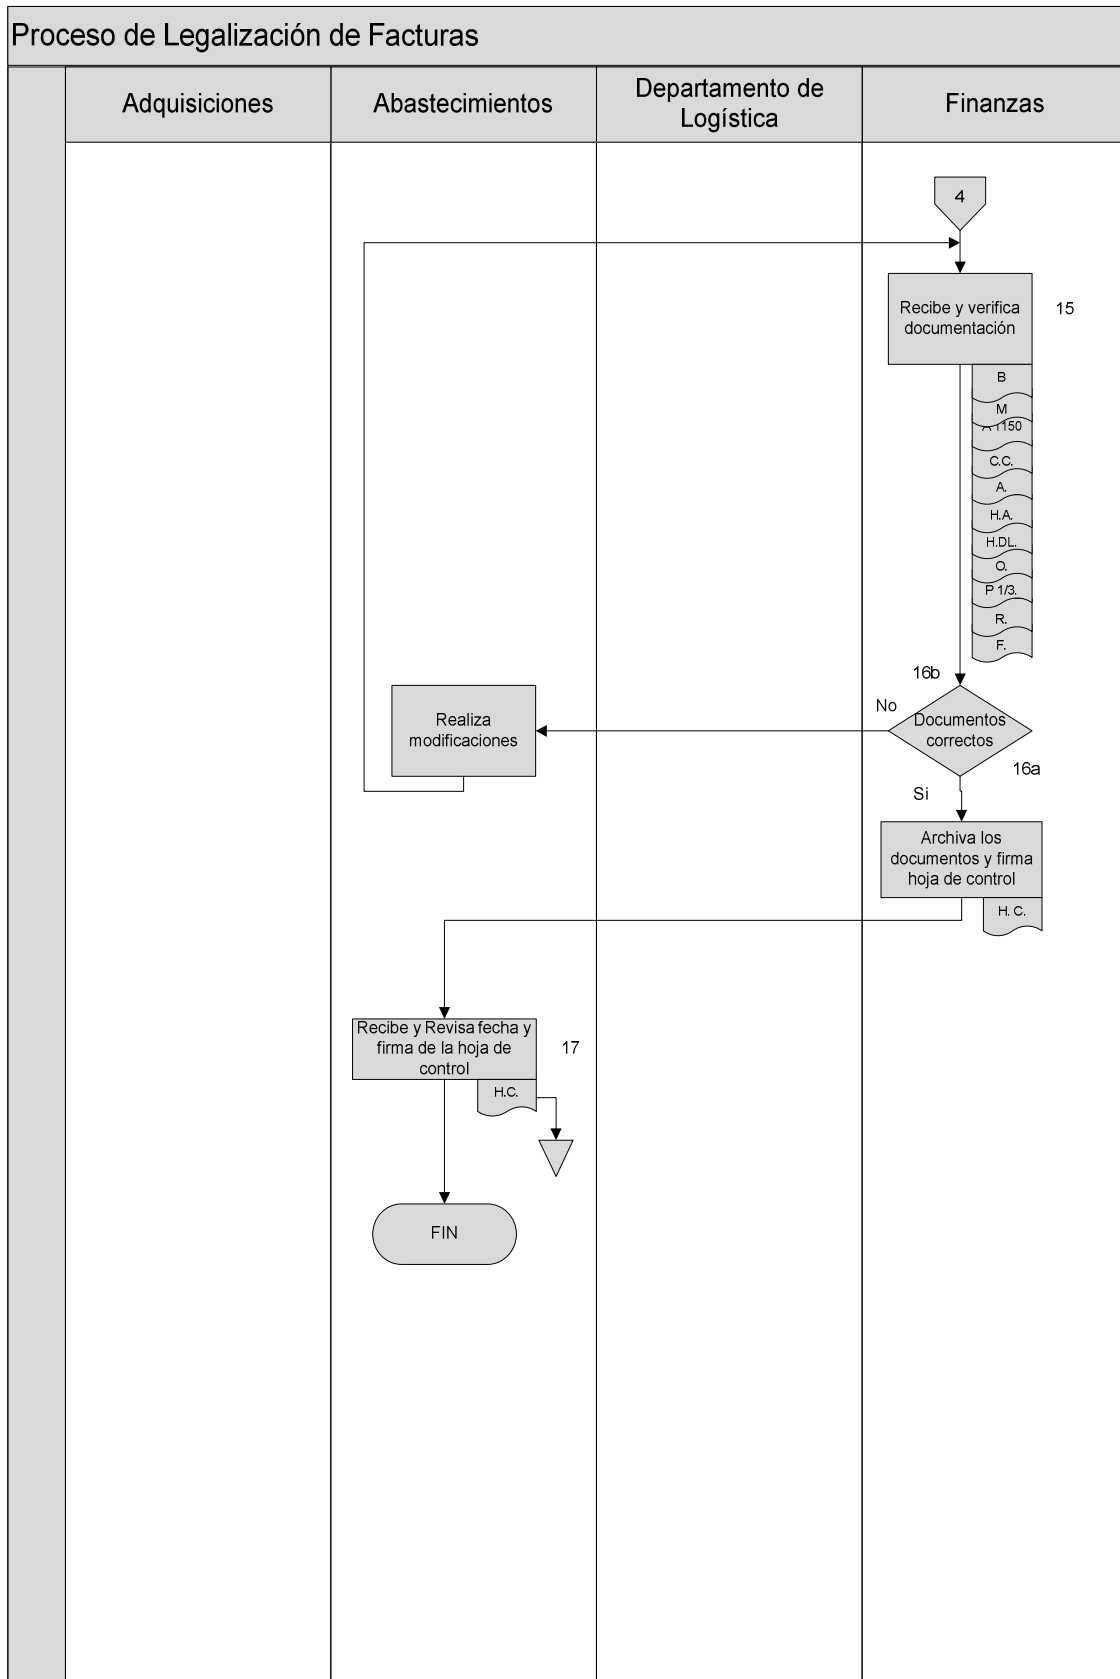 Proceso de Legalización de Facturas
Adquisiciones
Abastecimientos
Departamento de
Logística
Finanzas
4
Recibe y verifica
documentación
15
B
M
1150
C.C.
A.
H.A.
H.DL.
O.
P 1/3.
R.
F.
16b
No
Documentos
correctos
Realiza
modificaciones
16a
Si
Archiva los
documentos y firma
hoja de control
H. C.
Recibe y Revisa fecha y
firma de la hoja de
control
17
H.C.
FIN